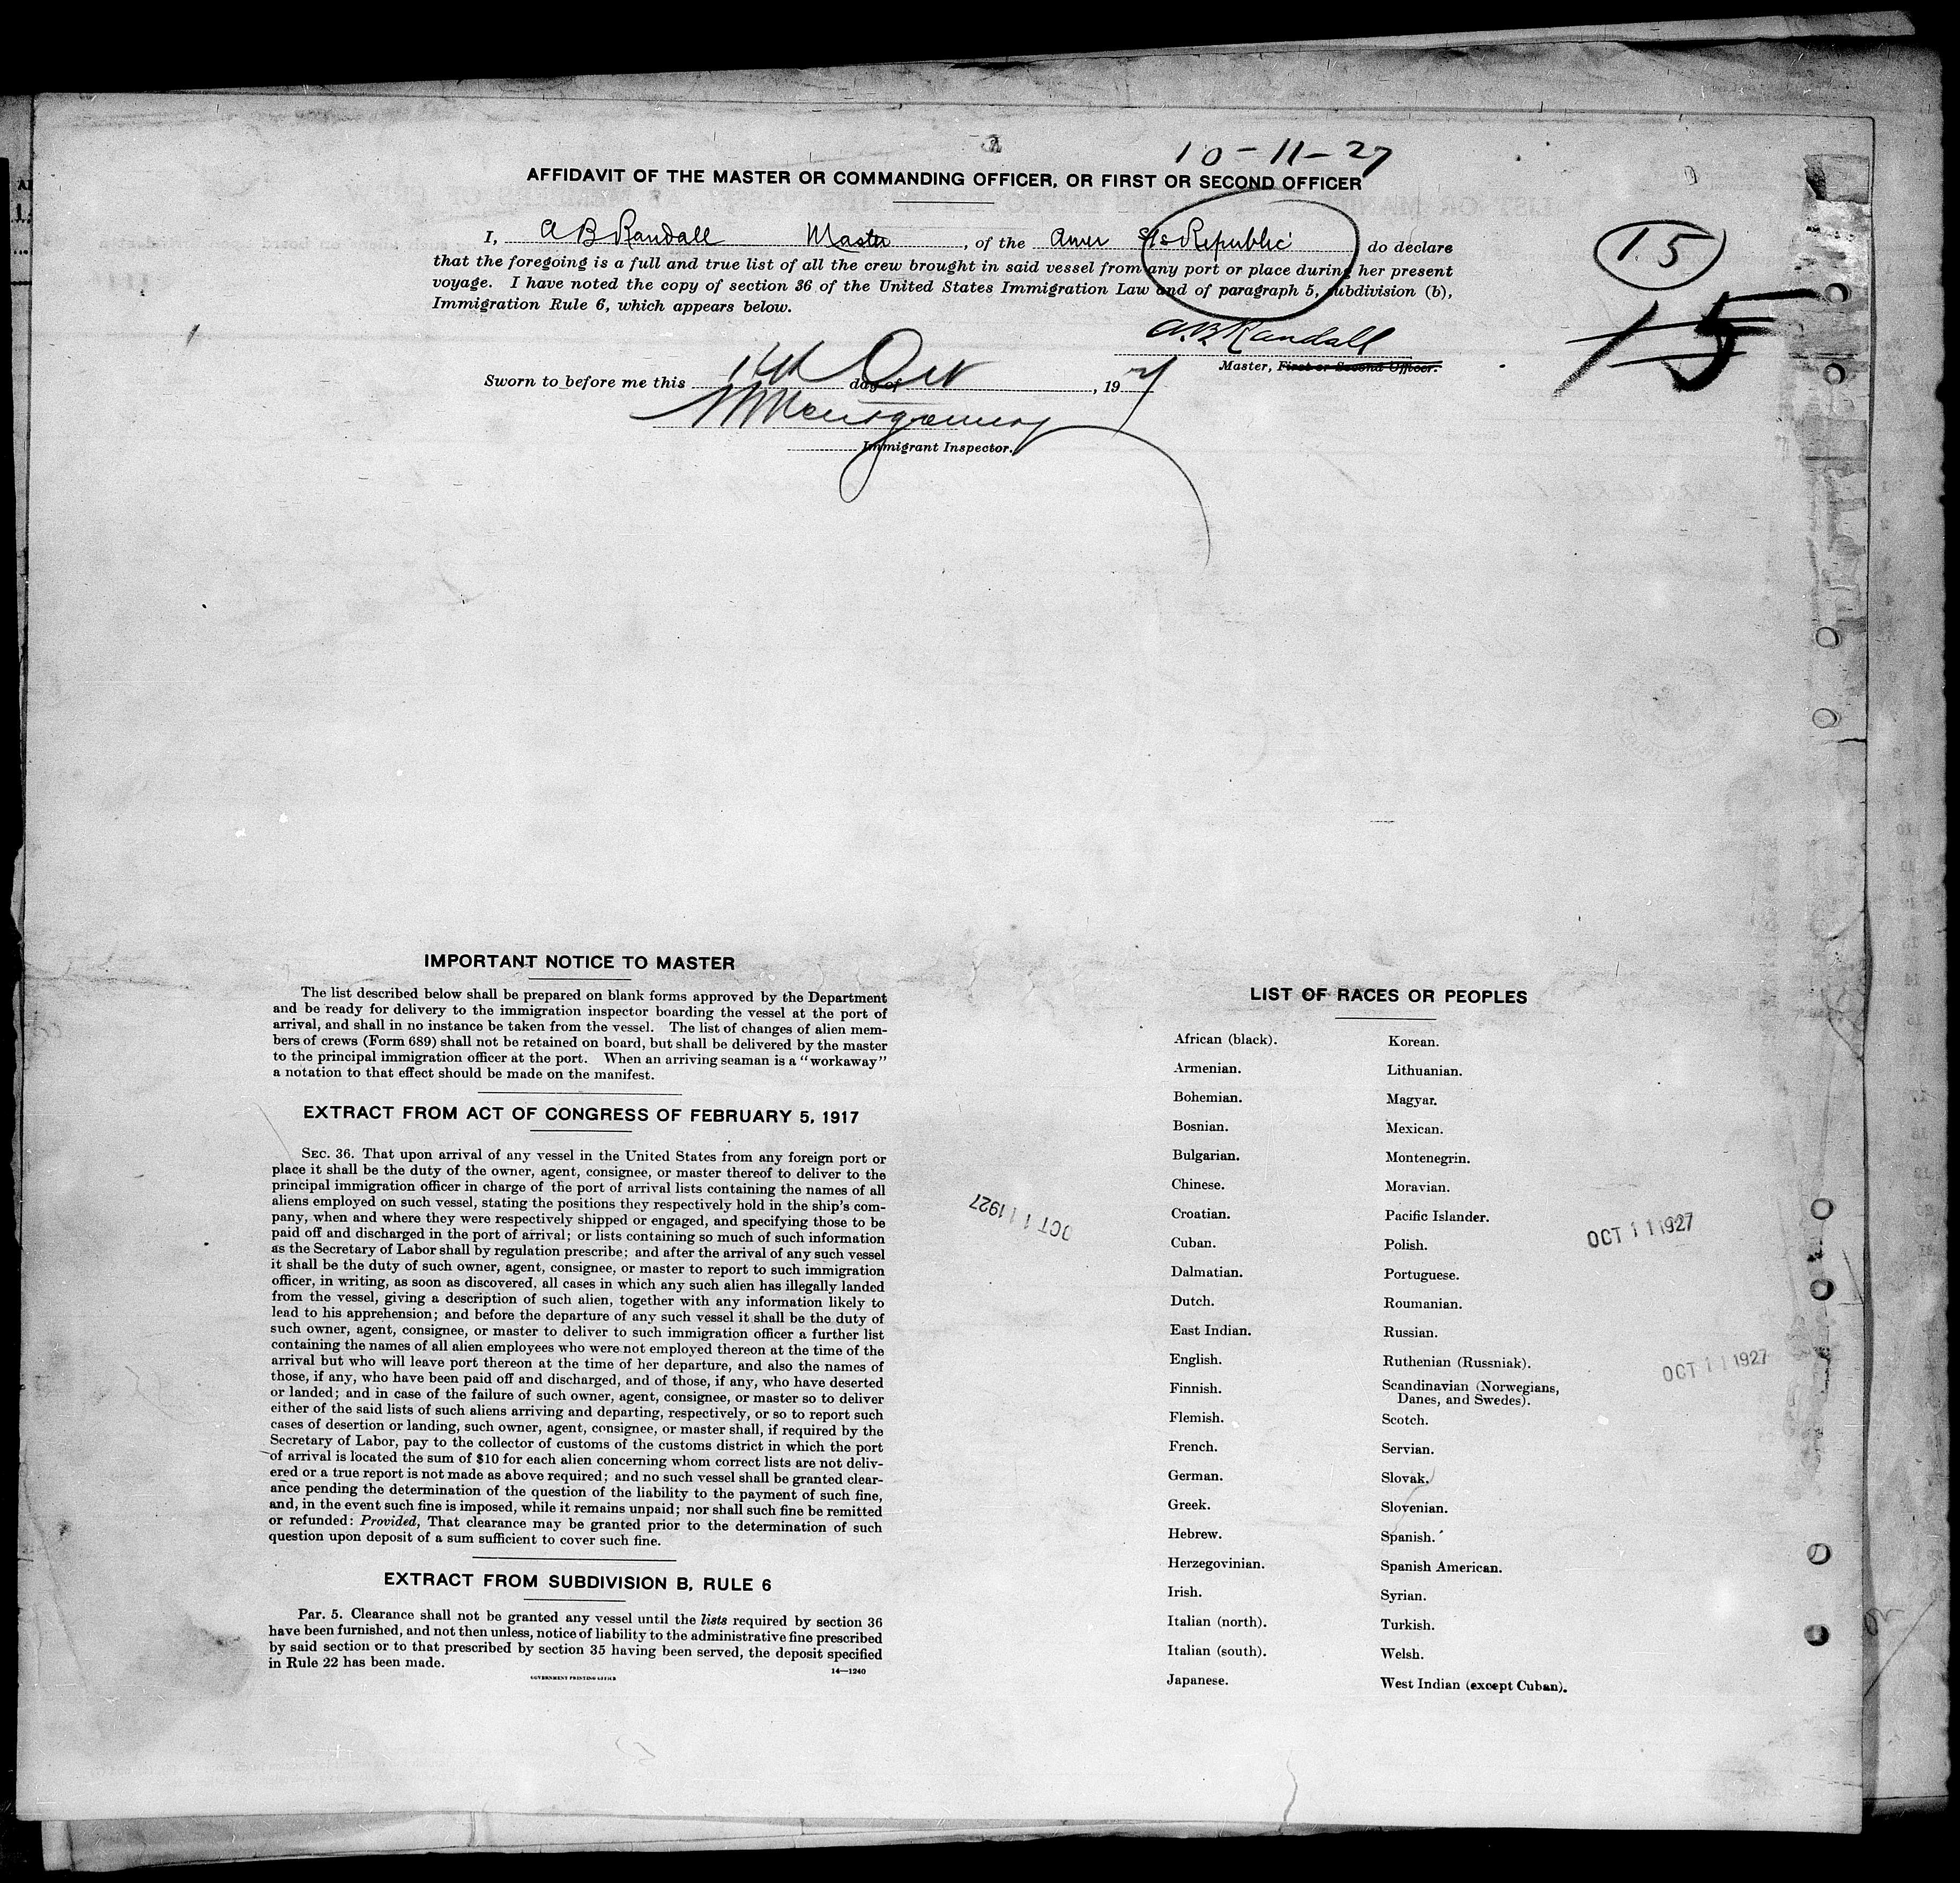 10-11-27
AFFIDAVIT OF THE MASTER OR COMMANDING OFFICER, OR FIRST OR SECOND OFFICER
I, A B Randall Master, of the Amer S/s Republic do declare
that the foregoing is a full and true list of all the crew brought in said vessel from any port or place during her present
voyage. I have noted the copy of section 36 of the United States Immigration Law and of paragraph 5, subdivision (b),
Immigration Rule 6, which appears below.
15
15
A.B. Randall
Master, First or Second Officer.
Sworn to before me this day of Oct, 19
Montgomery
Immigrant Inspector.
IMPORTANT NOTICE TO MASTER
The list described below shall be prepared on blank forms approved by the Department
and be ready for delivery to the immigration inspector boarding the vessel at the port of
arrival, and shall in no instance be taken from the vessel. The list of changes of alien mem-
bers of crews (Form 689) shall not be retained on board, but shall be delivered by the master
to the principal immigration officer at the port. When an arriving seaman is a "workaway"
a notation to that effect should be made on the manifest.
EXTRACT FROM ACT OF CONGRESS OF FEBRUARY 5, 1917
SEC. 36. That upon arrival of any vessel in the United States from any foreign port or
place it shall be the duty of the owner, agent, consignee, or master thereof to deliver to the
principal immigration officer in charge of the port of arrival lists containing the names of all
aliens employed on such vessel, stating the positions they respectively hold in the ship's com-
pany, when and where they were respectively shipped or engaged, and specifying those to be
paid off and discharged in the port of arrival; or lists containing so much of such information
as the Secretary of Labor shall by regulation prescribe; and after the arrival of any such vessel
it shall be the duty of such owner, agent, consignee, or master to report to such immigration
officer, in writing, as soon as discovered, all cases in which any such alien has illegally landed
from the vessel, giving a description of such alien, together with any information likely to
lead to his apprehension; and before the departure of any such vessel it shall be the duty of
such owner, agent, consignee, or master to deliver to such immigration officer a further list
containing the names of all alien employees who were not employed thereon at the time of the
arrival but who will leave port thereon at the time of her departure, and also the names of
those, if any, who have been paid off and discharged, and of those, if any, who have deserted
or landed; and in case of the failure of such owner, agent, consignee, or master so to deliver
either of the said lists of such aliens arriving and departing, respectively, or so to report such
cases of desertion or landing, such owner, agent, consignee, or master shall, if required by the
Secretary of Labor, pay to the collector of customs of the customs district in which the port
of arrival is located the sum of $10 for each alien concerning whom correct lists are not deliv-
ered or a true report is not made as above required; and no such vessel shall be granted clear-
ance pending the determination of the question of the liability to the payment of such fine,
and, in the event such fine is imposed, while it remains unpaid; nor shall such fine be remitted
or refunded: Provided, That clearance may be granted prior to the determination of such
question upon deposit of a sum sufficient to cover such fine.
EXTRACT FROM SUBDIVISION B, RULE 6
Par. 5. Clearance shall not be granted any vessel until the lists required by section 36
have been furnished, and not then unless, notice of liability to the administrative fine prescribed
by said section or to that prescribed by section 35 having been served, the deposit specified
in Rule 22 has been made.
GOVERNMENT PRINTING OFFICE
14—1240
OCT 11 1927
LIST OF RACES OR PEOPLES
African (black).
Armenian.
Bohemian.
Bosnian.
Bulgarian.
Chinese.
Croatian.
Cuban.
Dalmatian.
Dutch.
East Indian.
English.
Finnish.
Flemish.
French.
German.
Greek.
Hebrew.
Herzegovinian.
Irish.
Italian (north).
Italian (south).
Japanese.
Korean.
Lithuanian.
Magyar.
Mexican.
Montenegrin.
Moravian.
Pacific Islander.
Polish.
Portuguese.
Roumanian.
Russian.
Ruthenian (Russniak).
Scandinavian (Norwegians,
Danes, and Swedes).
Scotch.
Servian.
Slovak.
Slovenian.
Spanish.
Spanish American.
Syrian.
Turkish.
Welsh.
West Indian (except Cuban).
OCT 11 1927
OCT 11 1927